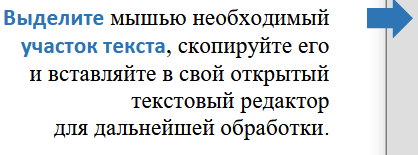 Выделите мышью необходимый
участок текста, скопируйте его
и вставляйте в свой открытый
текстовый редактор
для дальнейшей обработки.